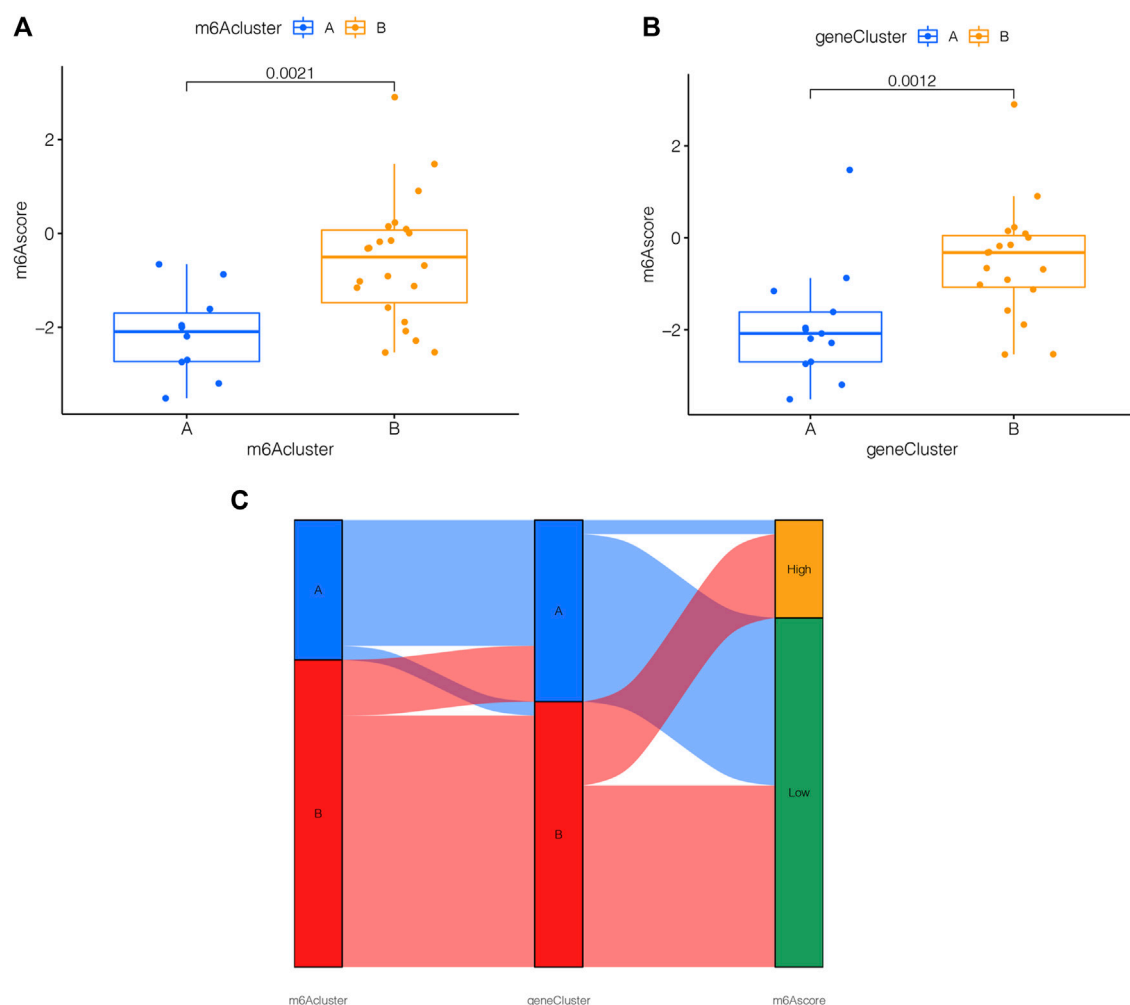 A
m6Acluster A B
0.0021
2
0
−2
m6Ascore
A B
m6Acluster
B
geneCluster A B
0.0012
2
0
−2
m6Ascore
A B
geneCluster
C
A
B
A
B
High
Low
m6Acluster geneCluster m6Ascore